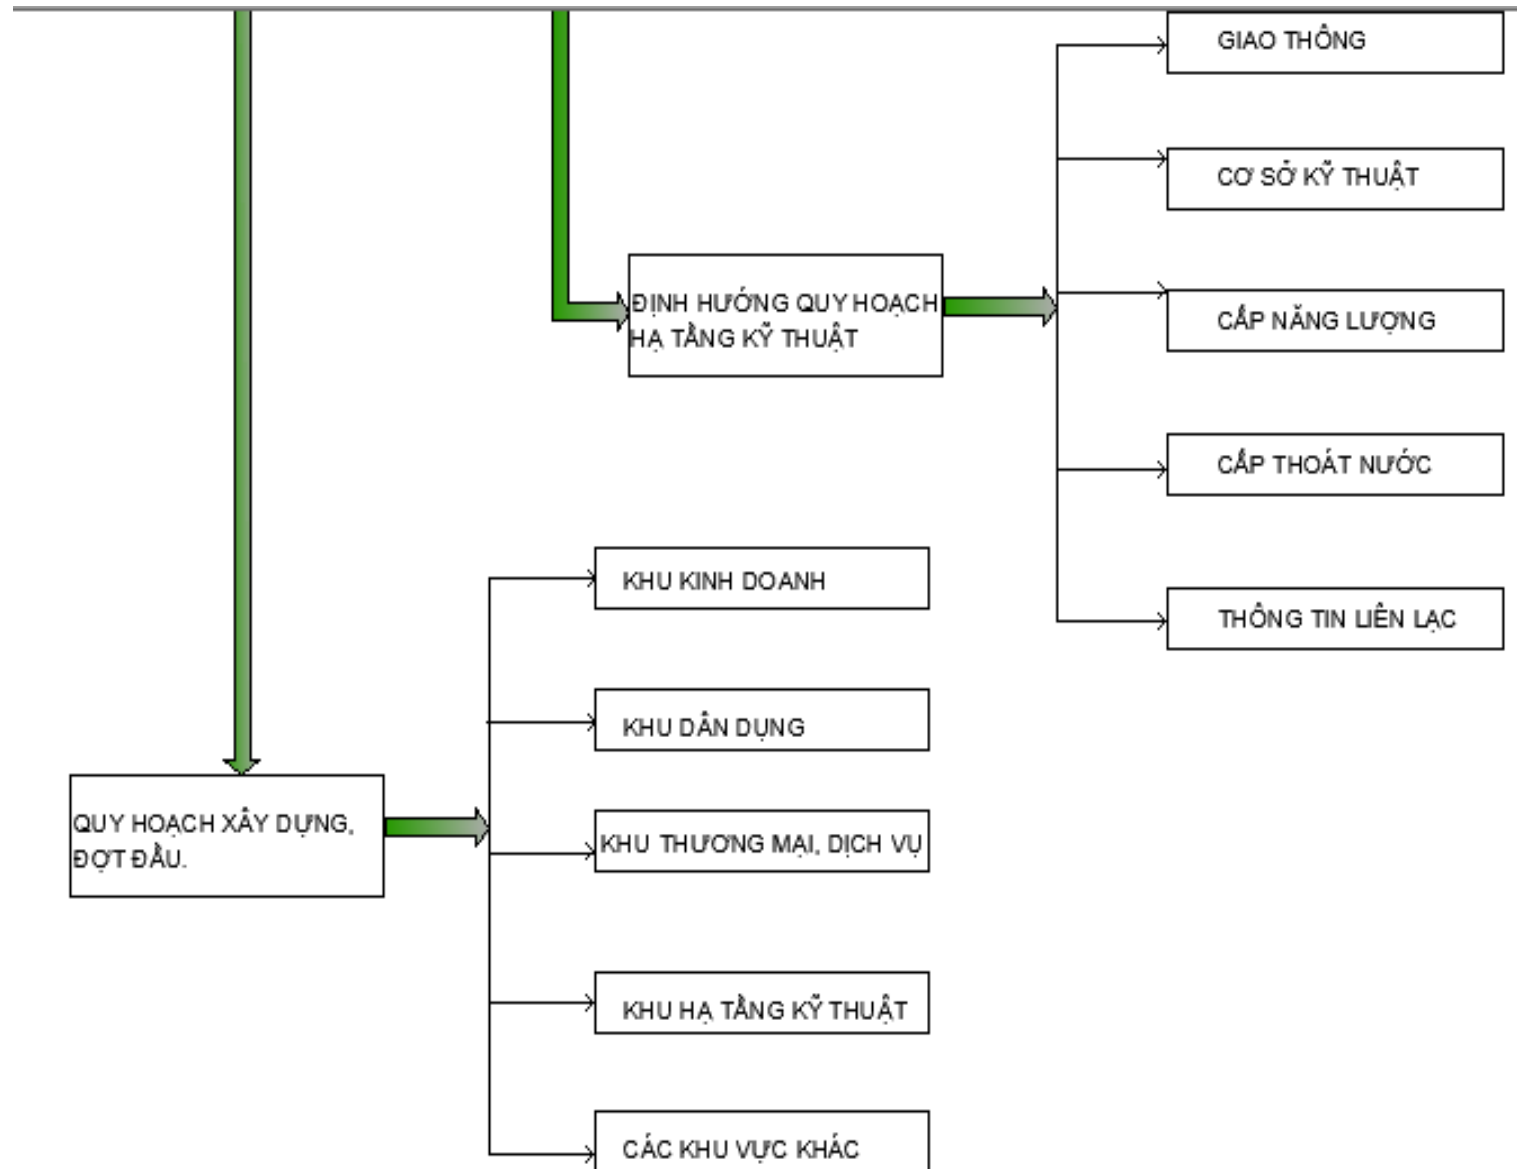 GIAO THÔNG
CƠ SỞ KỸ THUẬT
ĐỊNH HƯỚNG QUY HOẠCH
HẠ TẦNG KỸ THUẬT
CẤP NĂNG LƯỢNG
CẤP THOÁT NƯỚC
THÔNG TIN LIÊN LẠC
KHU KINH DOANH
KHU DÂN DỤNG
QUY HOẠCH XÂY DỰNG,
ĐỢT ĐẦU.
KHU THƯƠNG MẠI, DỊCH VỤ
KHU HẠ TẦNG KỸ THUẬT
CÁC KHU VỰC KHÁC